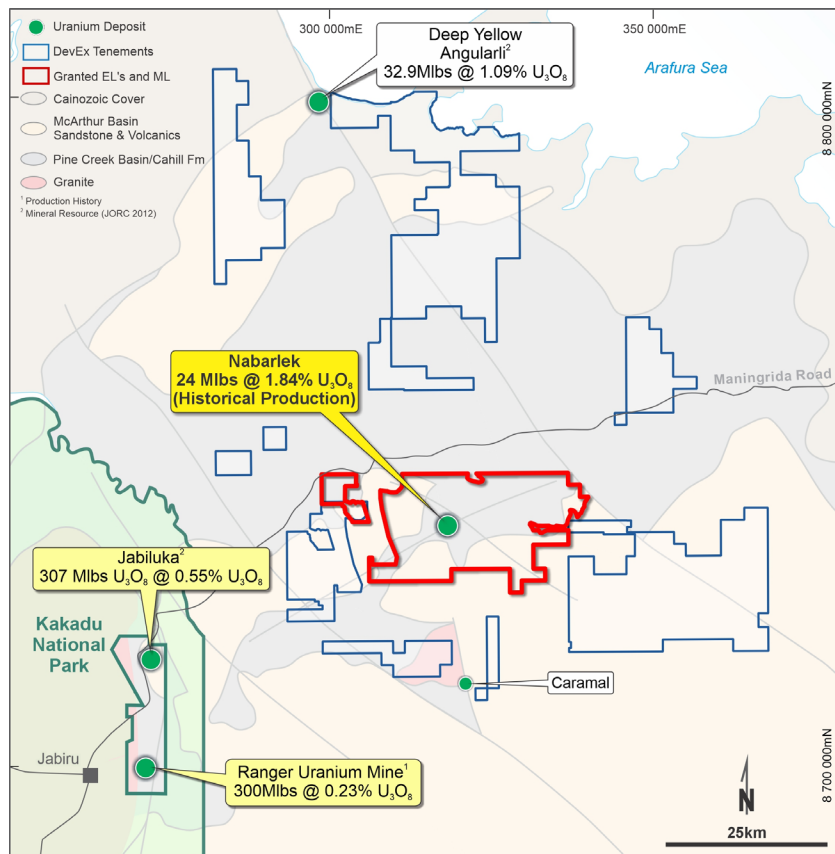 300 000mE
350 000mE
Uranium Deposit
DevEx Tenements
Granted EL's and ML
Cainozoic Cover
McArthur Basin
Sandstone & Volcanics
Pine Creek Basin/Cahill Fm
Granite
¹ Production History
² Mineral Resource (JORC 2012)
Deep Yellow
Angularli²
32.9Mlbs @ 1.09% U₃O₈
Arafura Sea
8 800 000mN
Nabarlek
24 Mlbs @ 1.84% U₃O₈
(Historical Production)
Maningrida Road
Jabiluka²
307 Mlbs U₃O₈ @ 0.55% U₃O₈
Kakadu
National
Park
Caramal
Jabiru
Ranger Uranium Mine¹
300Mlbs @ 0.23% U₃O₈
8 700 000mN
N
25km